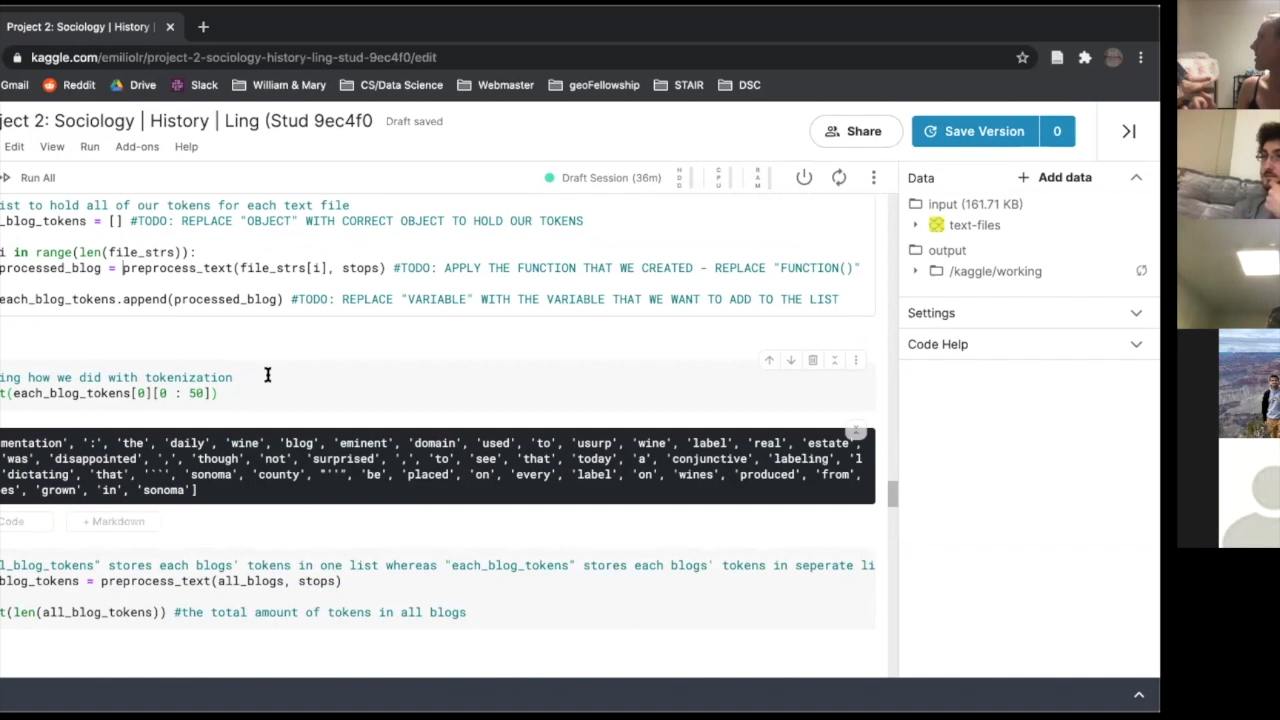 Project 2: Sociology | History |
kaggle.com/emiliolr/project-2-sociology-history-ling-stud-9ec4f0/edit
Gmail Reddit Drive Slack William & Mary CS/Data Science Webmaster geoFellowship STAIR DSC
ject 2: Sociology | History | Ling (Stud 9ec4f0 Draft saved
Share Save Version 0
Edit View Run Add-ons Help
Run All Draft Session (36m) HDD CPU RAM
Data + Add data
ist to hold all of our tokens for each text file
_blog_tokens = [] #TODO: REPLACE "OBJECT" WITH CORRECT OBJECT TO HOLD OUR TOKENS
i in range(len(file_strs)):
processed_blog = preprocess_text(file_strs[i], stops) #TODO: APPLY THE FUNCTION THAT WE CREATED - REPLACE "FUNCTION()"
each_blog_tokens.append(processed_blog) #TODO: REPLACE "VARIABLE" WITH THE VARIABLE THAT WE WANT TO ADD TO THE LIST
ing how we did with tokenization
t(each_blog_tokens[0][0 : 50])
mentation', ':', 'the', 'daily', 'wine', 'blog', 'eminent', 'domain', 'used', 'to', 'usurp', 'wine', 'label', 'real', 'estate',
'was', 'disappointed', ',', 'though', 'not', 'surprised', ',', 'to', 'see', 'that', 'today', 'a', 'conjunctive', 'labeling', 'l
'dictating', 'that', '``', 'sonoma', 'county', "''", 'be', 'placed', 'on', 'every', 'label', 'on', 'wines', 'produced', 'from',
es', 'grown', 'in', 'sonoma']
Code + Markdown
l_blog_tokens" stores each blogs' tokens in one list whereas "each_blog_tokens" stores each blogs' tokens in seperate li
blog_tokens = preprocess_text(all_blogs, stops)
t(len(all_blog_tokens)) #the total amount of tokens in all blogs
input (161.71 KB)
text-files
output
/kaggle/working
Settings
Code Help